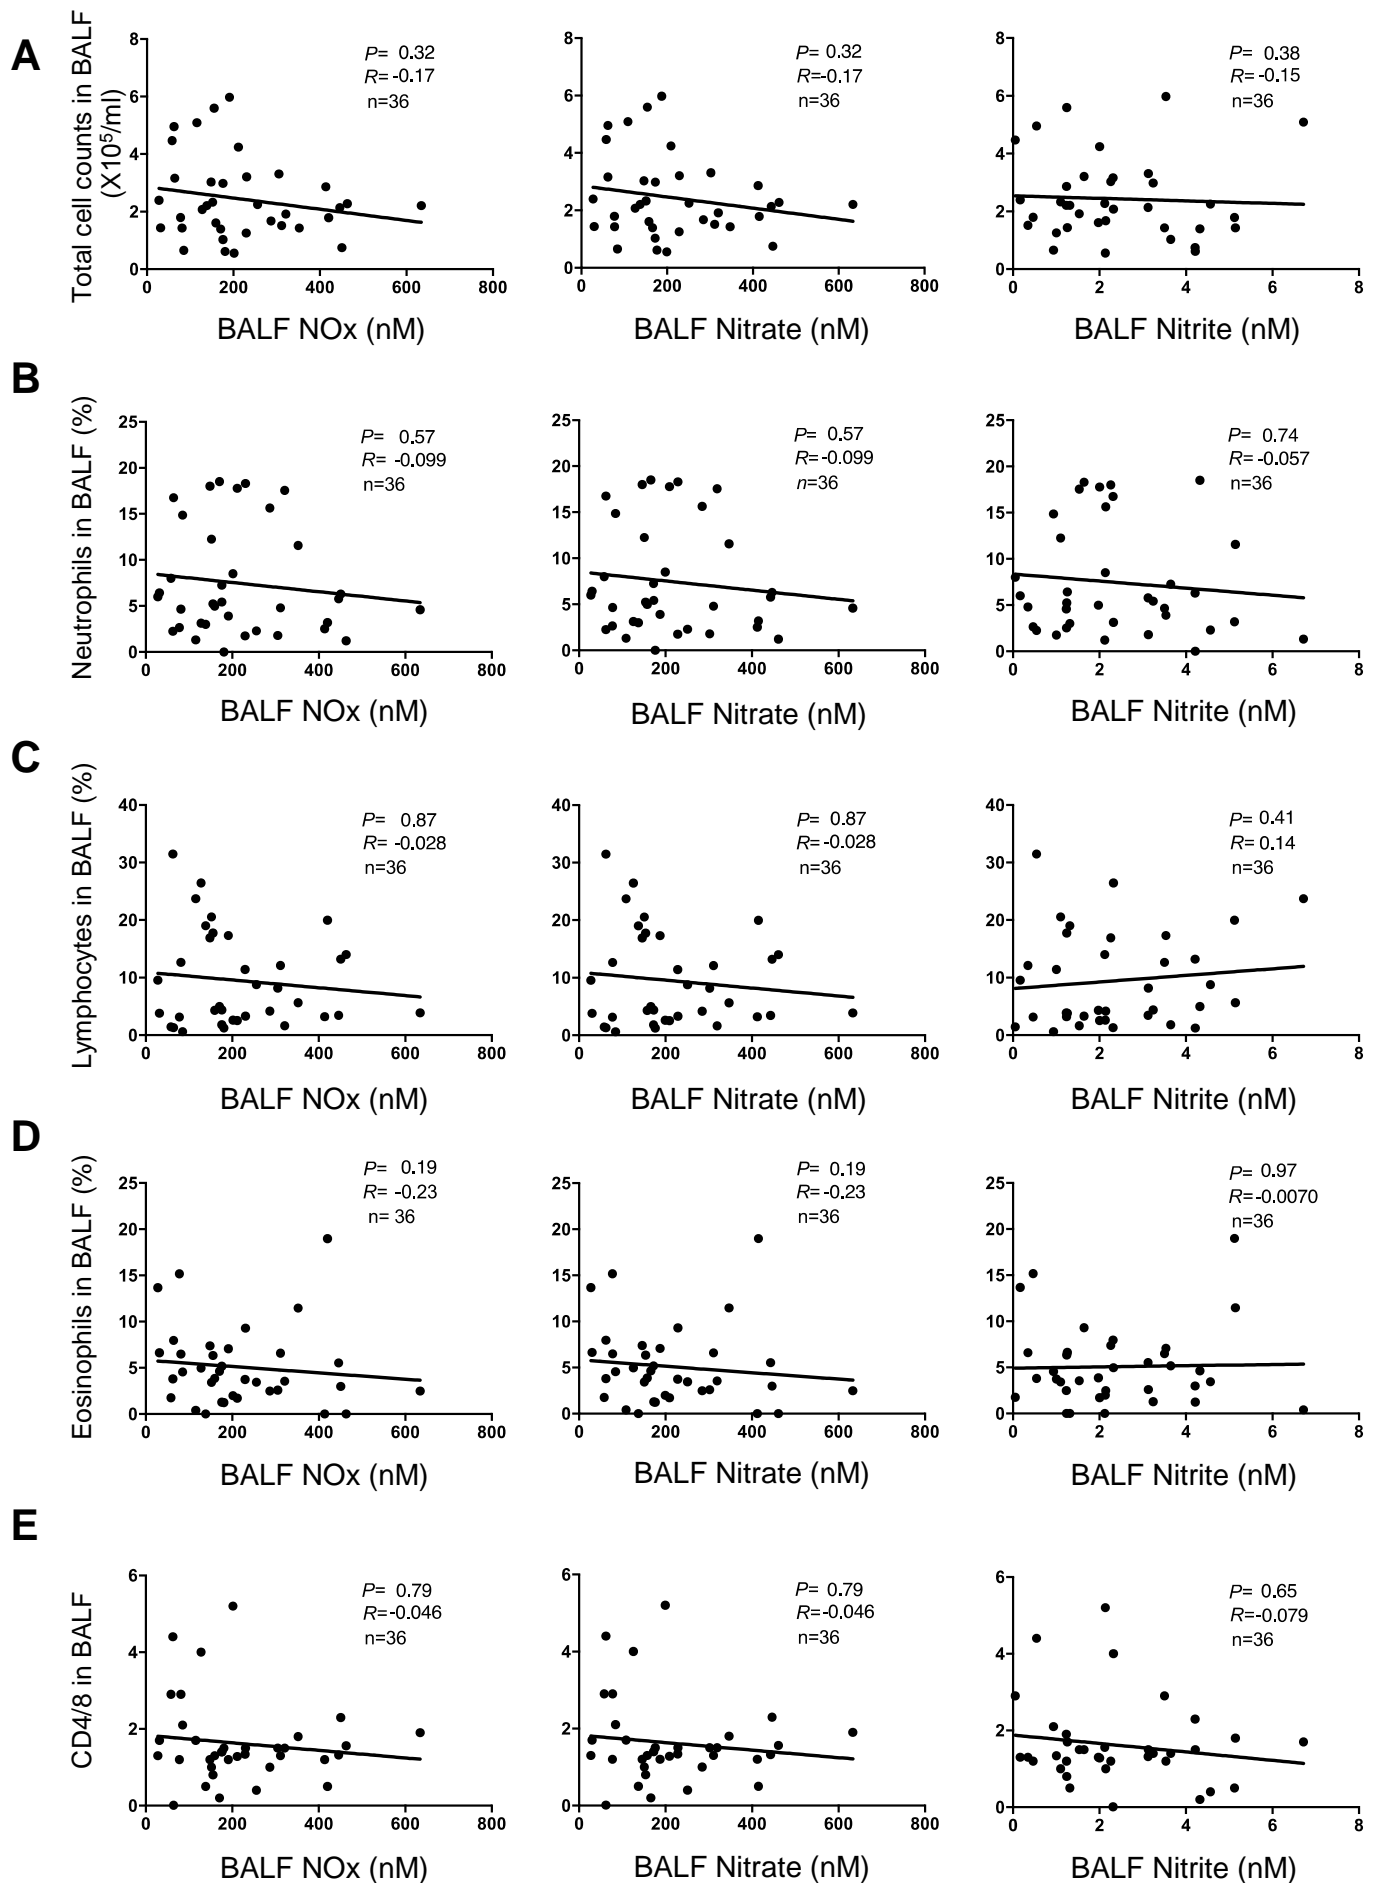 A
Total cell counts in BALF
(X10⁵/ml)
8
6
4
2
0
0 200 400 600 800
P= 0.32
R= -0.17
n=36
BALF NOx (nM)
8
6
4
2
0
0 200 400 600 800
P= 0.32
R=-0.17
n=36
BALF Nitrate (nM)
8
6
4
2
0
0 2 4 6 8
P= 0.38
R= -0.15
n=36
BALF Nitrite (nM)
B
Neutrophils in BALF (%)
25
20
15
10
5
0
0 200 400 600 800
P= 0.57
R= -0.099
n=36
BALF NOx (nM)
25
20
15
10
5
0
0 200 400 600 800
P= 0.57
R= -0.099
n=36
BALF Nitrate (nM)
25
20
15
10
5
0
0 2 4 6 8
P= 0.74
R= -0.057
n=36
BALF Nitrite (nM)
C
Lymphocytes in BALF (%)
40
30
20
10
0
0 200 400 600 800
P= 0.87
R= -0.028
n=36
BALF NOx (nM)
40
30
20
10
0
0 200 400 600 800
P= 0.87
R= -0.028
n=36
BALF Nitrate (nM)
40
30
20
10
0
0 2 4 6 8
P= 0.41
R= 0.14
n=36
BALF Nitrite (nM)
D
Eosinophils in BALF (%)
25
20
15
10
5
0
0 200 400 600 800
P= 0.19
R= -0.23
n= 36
BALF NOx (nM)
25
20
15
10
5
0
0 200 400 600 800
P= 0.19
R= -0.23
n=36
BALF Nitrate (nM)
25
20
15
10
5
0
0 2 4 6 8
P= 0.97
R=-0.0070
n=36
BALF Nitrite (nM)
E
CD4/8 in BALF
6
4
2
0
0 200 400 600 800
P= 0.79
R=-0.046
n=36
BALF NOx (nM)
6
4
2
0
0 200 400 600 800
P= 0.79
R=-0.046
n=36
BALF Nitrate (nM)
6
4
2
0
0 2 4 6 8
P= 0.65
R= -0.079
n=36
BALF Nitrite (nM)